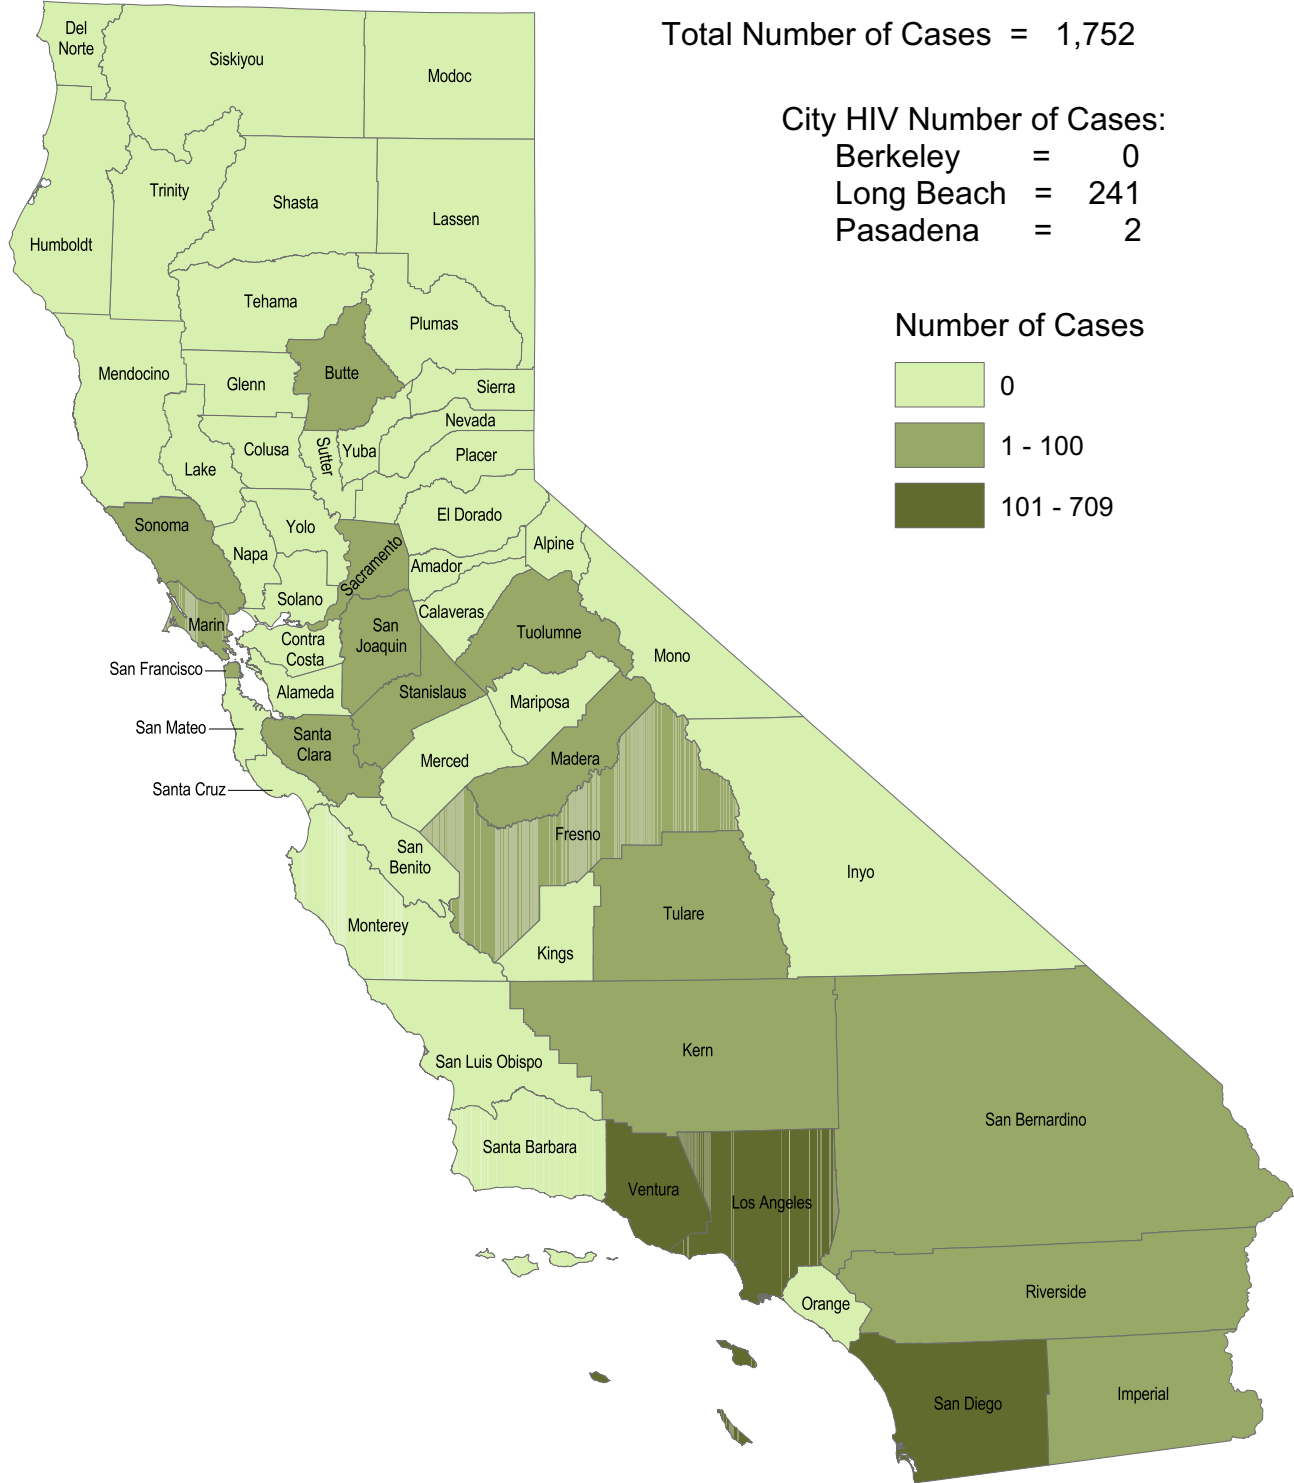 Total Number of Cases = 1,752
City HIV Number of Cases:
Berkeley = 0
Long Beach = 241
Pasadena = 2
Number of Cases
0
1 - 100
101 - 709
Del
Norte
Siskiyou
Modoc
Trinity
Shasta
Lassen
Humboldt
Tehama
Plumas
Mendocino
Glenn
Butte
Sierra
Nevada
Colusa
Sutter
Yuba
Placer
Lake
El Dorado
Sonoma
Yolo
Napa
Sacramento
Alpine
Amador
Solano
Calaveras
Marin
San
Joaquin
Tuolumne
Contra
Costa
Mono
San Francisco
Alameda
Stanislaus
Mariposa
San Mateo
Santa
Clara
Merced
Madera
Santa Cruz
Fresno
San
Benito
Inyo
Monterey
Tulare
Kings
San Luis Obispo
Kern
San Bernardino
Santa Barbara
Ventura
Los Angeles
Orange
Riverside
San Diego
Imperial